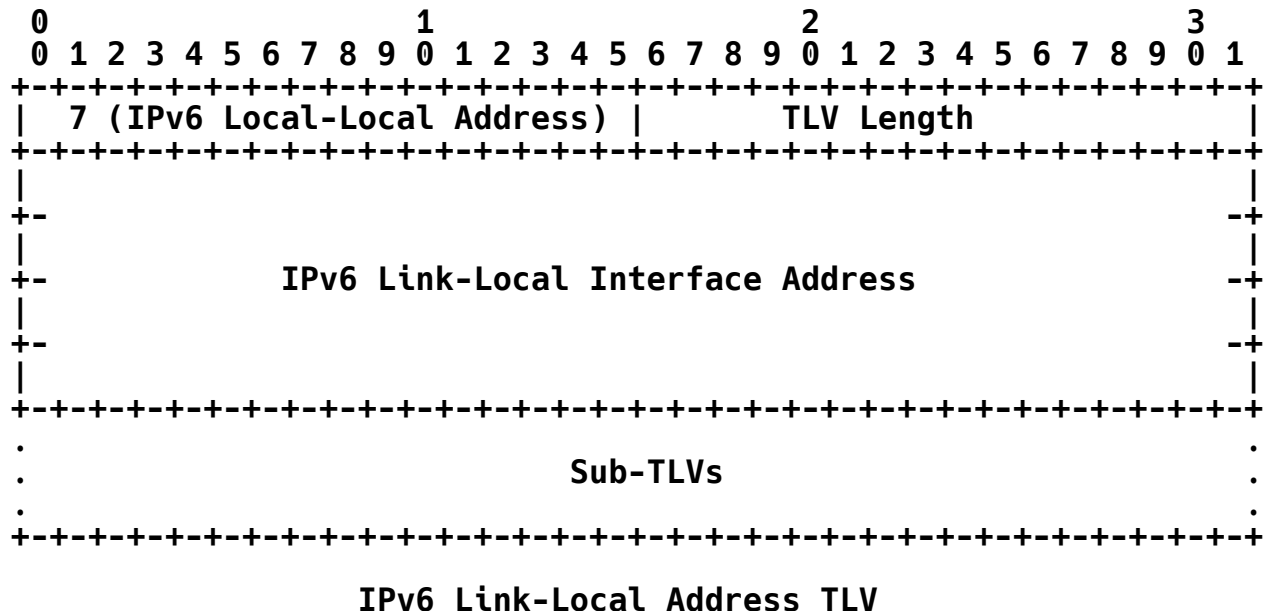 0                   1                   2                   3
 0 1 2 3 4 5 6 7 8 9 0 1 2 3 4 5 6 7 8 9 0 1 2 3 4 5 6 7 8 9 0 1
+-+-+-+-+-+-+-+-+-+-+-+-+-+-+-+-+-+-+-+-+-+-+-+-+-+-+-+-+-+-+-+-+
|  7 (IPv6 Local-Local Address) |       TLV Length              |
+-+-+-+-+-+-+-+-+-+-+-+-+-+-+-+-+-+-+-+-+-+-+-+-+-+-+-+-+-+-+-+-+
|                                                               |
+-                                                             -+
|                                                               |
+-            IPv6 Link-Local Interface Address                -+
|                                                               |
+-                                                             -+
|                                                               |
+-+-+-+-+-+-+-+-+-+-+-+-+-+-+-+-+-+-+-+-+-+-+-+-+-+-+-+-+-+-+-+-+
.                                                               .
.                            Sub-TLVs                           .
.                                                               .
+-+-+-+-+-+-+-+-+-+-+-+-+-+-+-+-+-+-+-+-+-+-+-+-+-+-+-+-+-+-+-+-+
                  IPv6 Link-Local Address TLV